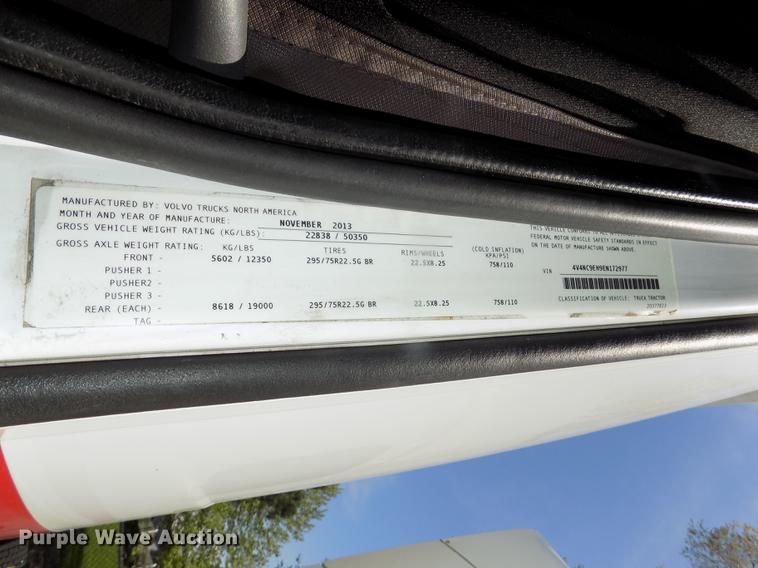 MANUFACTURED BY: VOLVO TRUCKS NORTH AMERICA
MONTH AND YEAR OF MANUFACTURE: NOVEMBER 2013
GROSS VEHICLE WEIGHT RATING (KG/LBS): 22838 / 50350
GROSS AXLE WEIGHT RATING: KG/LBS TIRES RIMS/WHEELS (COLD INFLATION) KPA/PSI
FRONT - 5602 / 12350 295/75R22.5G BR 22.5X8.25 758/110
PUSHER 1 -
PUSHER2 -
PUSHER 3 -
REAR (EACH) - 8618 / 19000 295/75R22.5G BR 22.5X8.25 758/110
TAG -
THIS VEHICLE CONFORMS TO ALL
FEDERAL MOTOR VEHICLE SAFETY STANDARDS IN EFFECT
ON THE DATE OF MANUFACTURE SHOWN ABOVE.
VIN 4V4NC9EH9EN172977
CLASSIFICATION OF VEHICLE: TRUCK TRACTOR
20377823
Purple Wave Auction